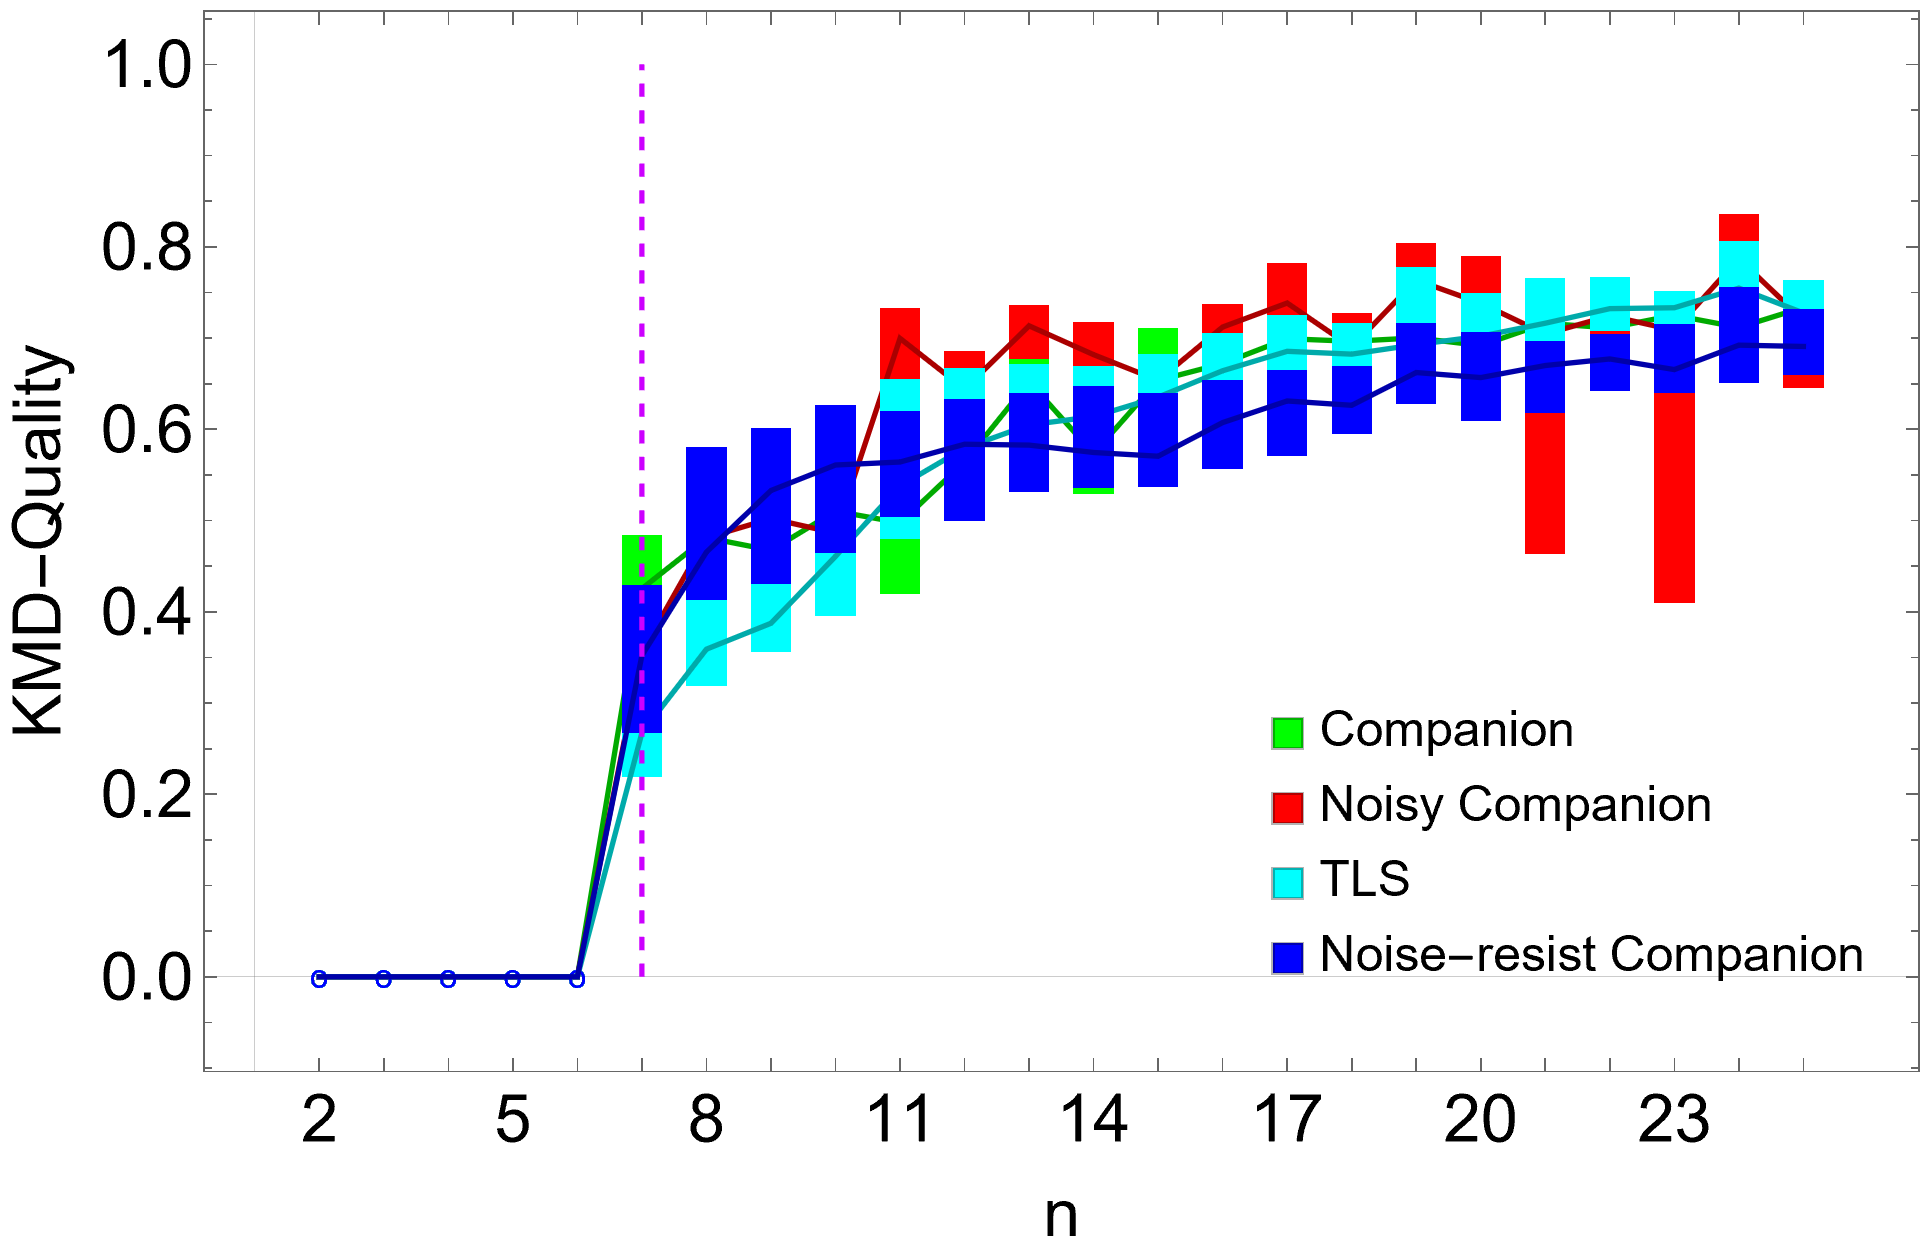 KMD−Quality
1.0
0.8
0.6
0.4
0.2
0.0
Companion
Noisy Companion
TLS
Noise−resist Companion
2 5 8 11 14 17 20 23
n